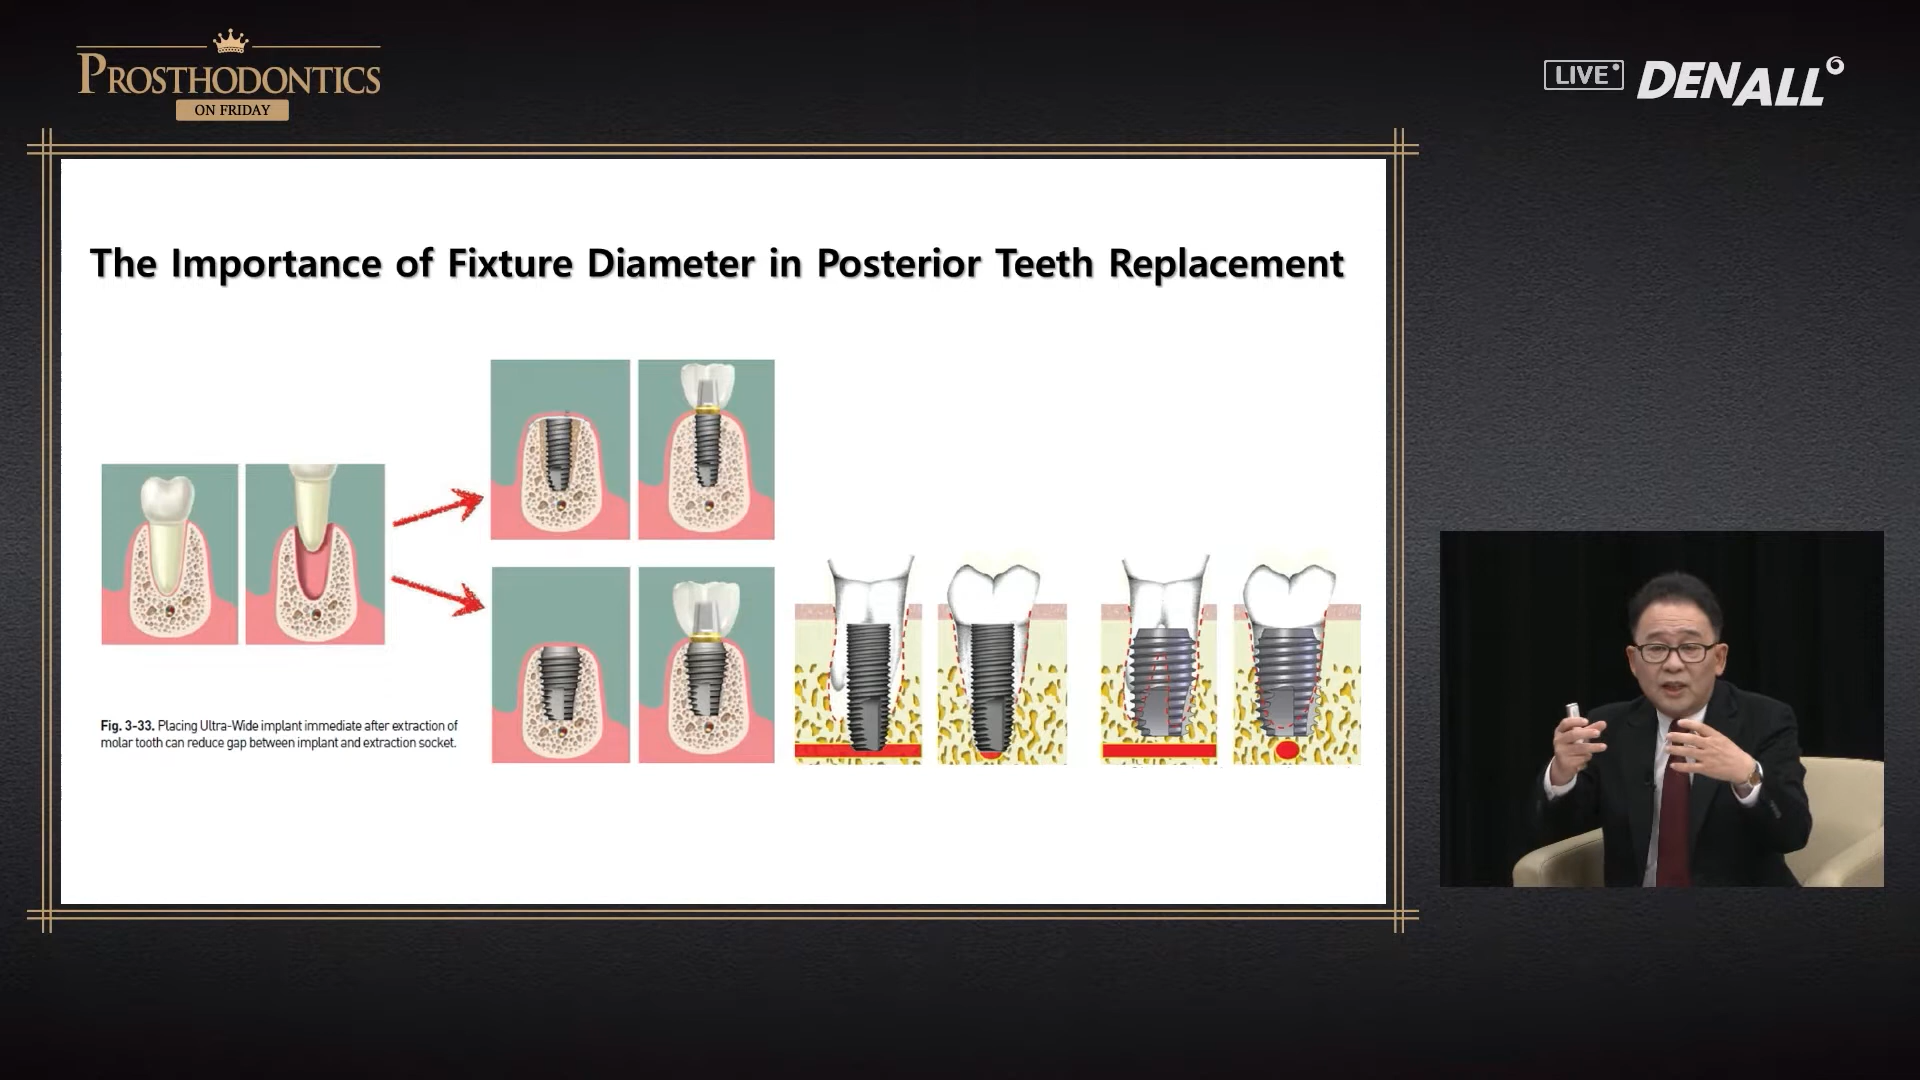 PROSTHODONTICS
ON FRIDAY
LIVE
DENALL
The Importance of Fixture Diameter in Posterior Teeth Replacement
Fig. 3-33. Placing Ultra-Wide implant immediate after extraction of
molar tooth can reduce gap between implant and extraction socket.